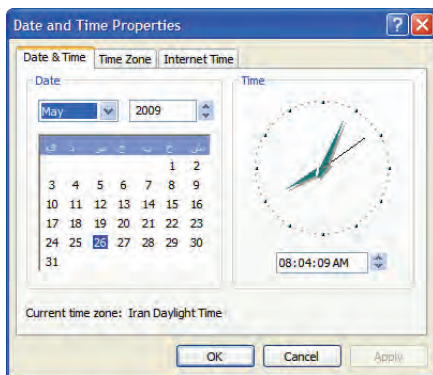 Date and Time Properties
Date & Time Time Zone Internet Time
Date Time
May 2009
1 2
3 4 5 6 7 8 9
10 11 12 13 14 15 16
17 18 19 20 21 22 23
24 25 26 27 28 29 30
31
08:04:09 AM
Current time zone: Iran Daylight Time
OK Cancel Apply